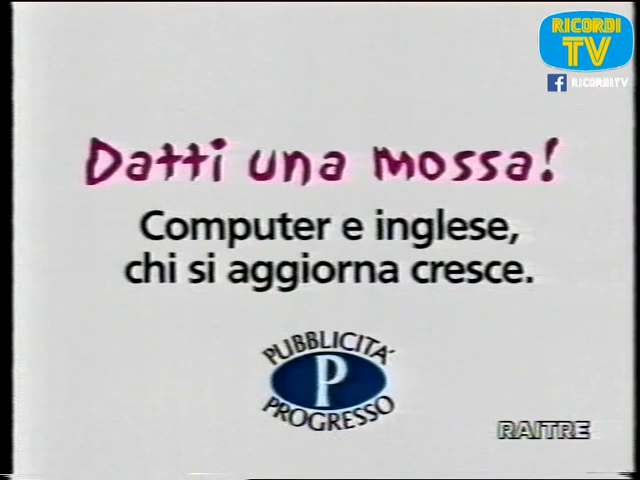 RICORDI
TV
f RICORDITV
Datti una mossa!
Computer e inglese,
chi si aggiorna cresce.
PUBBLICITA'
P
PROGRESSO
RAITRE